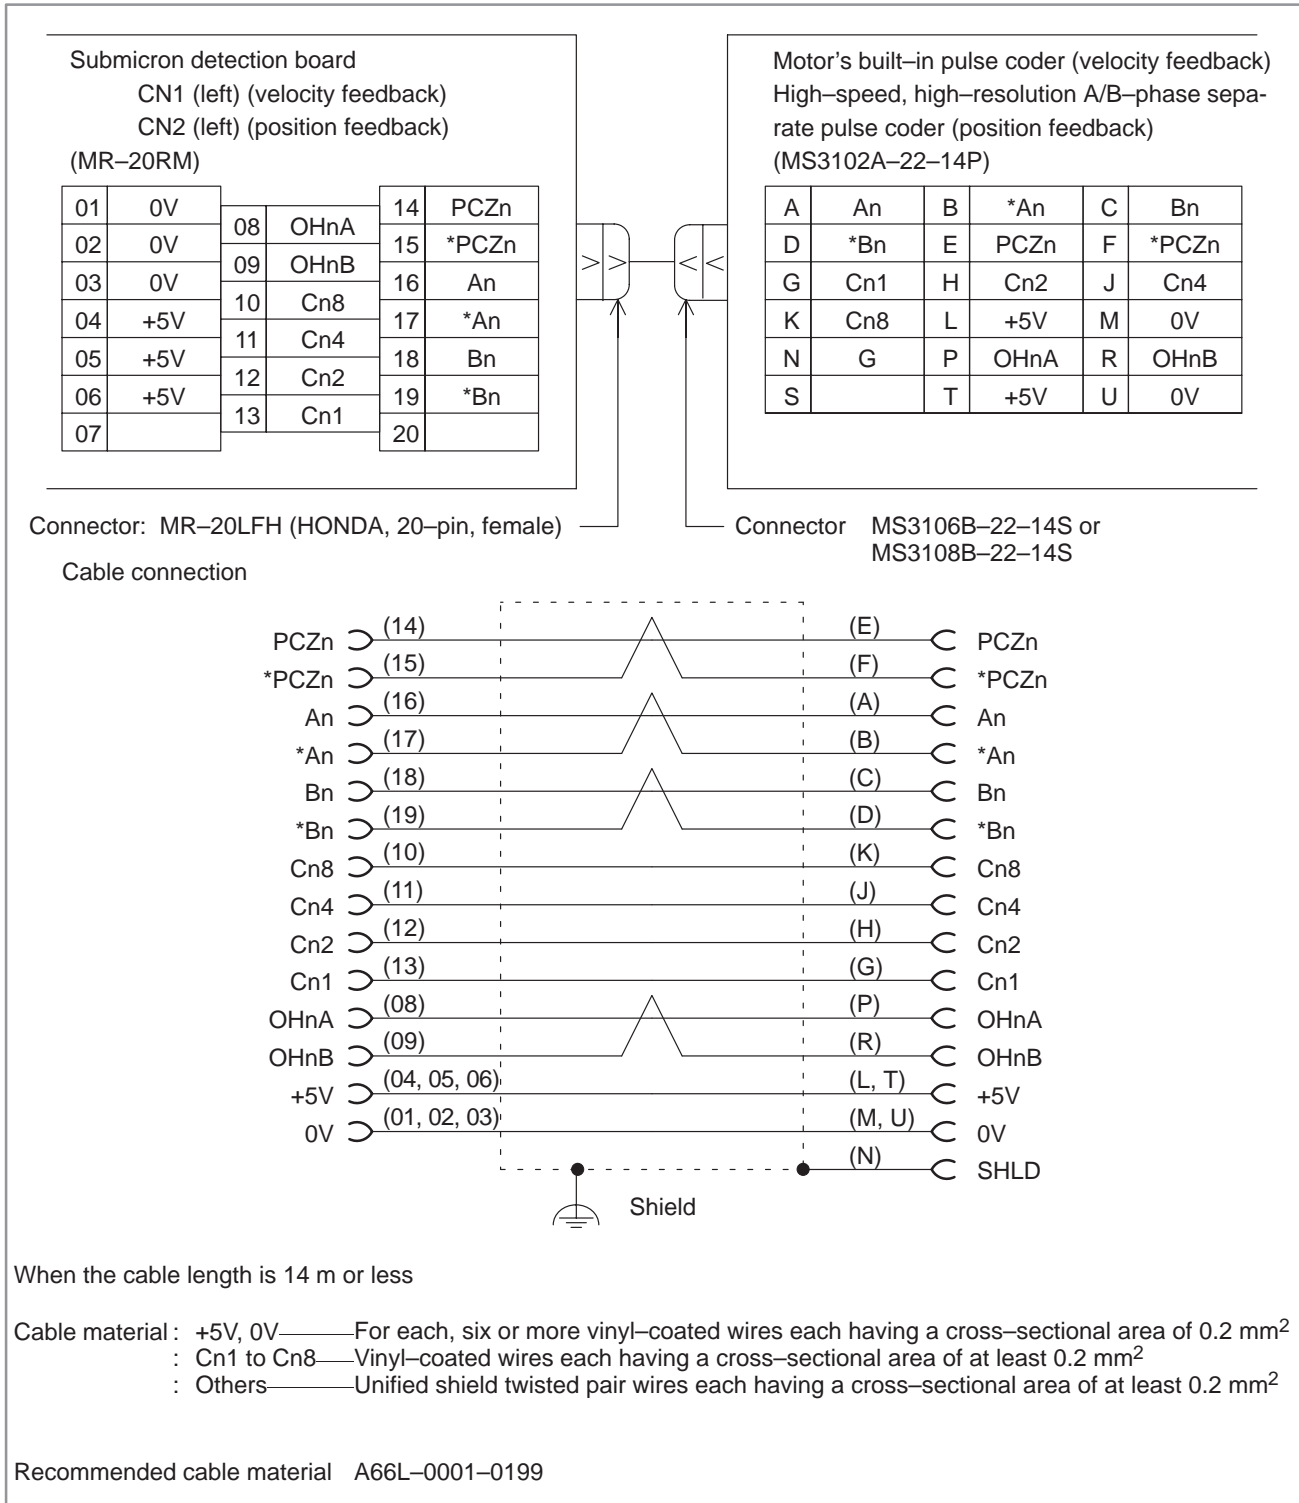 Submicron detection board
CN1 (left) (velocity feedback)
CN2 (left) (position feedback)
(MR–20RM)
01 0V
02 0V
03 0V
04 +5V
05 +5V
06 +5V
07
08 OHnA
09 OHnB
10 Cn8
11 Cn4
12 Cn2
13 Cn1
14 PCZn
15 *PCZn
16 An
17 *An
18 Bn
19 *Bn
20
Motor's built–in pulse coder (velocity feedback)
High–speed, high–resolution A/B–phase sepa-
rate pulse coder (position feedback)
(MS3102A–22–14P)
A An B *An C Bn
D *Bn E PCZn F *PCZn
G Cn1 H Cn2 J Cn4
K Cn8 L +5V M 0V
N G P OHnA R OHnB
S T +5V U 0V
Connector: MR–20LFH (HONDA, 20–pin, female)
Connector MS3106B–22–14S or
MS3108B–22–14S
Cable connection
PCZn (14) (E) PCZn
*PCZn (15) (F) *PCZn
An (16) (A) An
*An (17) (B) *An
Bn (18) (C) Bn
*Bn (19) (D) *Bn
Cn8 (10) (K) Cn8
Cn4 (11) (J) Cn4
Cn2 (12) (H) Cn2
Cn1 (13) (G) Cn1
OHnA (08) (P) OHnA
OHnB (09) (R) OHnB
+5V (04, 05, 06) (L, T) +5V
0V (01, 02, 03) (M, U) 0V
(N) SHLD
Shield
When the cable length is 14 m or less
Cable material : +5V, 0V For each, six or more vinyl–coated wires each having a cross–sectional area of 0.2 mm2
: Cn1 to Cn8 Vinyl–coated wires each having a cross–sectional area of at least 0.2 mm2
: Others Unified shield twisted pair wires each having a cross–sectional area of at least 0.2 mm2
Recommended cable material A66L–0001–0199